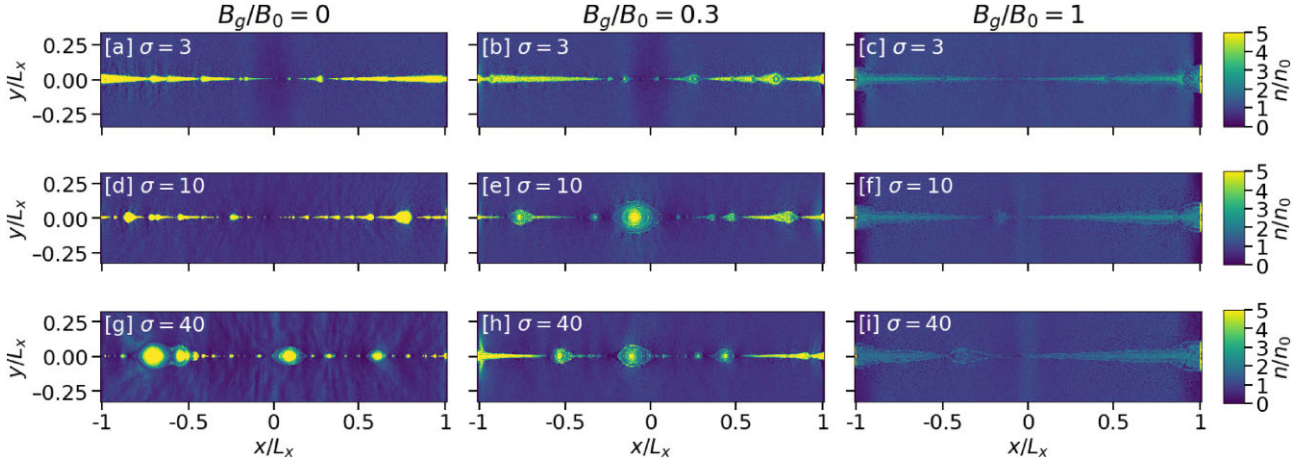 B_g/B_0 = 0
B_g/B_0 = 0.3
B_g/B_0 = 1
y/L_x
0.25
0.00
−0.25
[a] σ = 3
[b] σ = 3
[c] σ = 3
5
4
3
2
1
0
n/n_0
y/L_x
0.25
0.00
−0.25
[d] σ = 10
[e] σ = 10
[f] σ = 10
5
4
3
2
1
0
n/n_0
y/L_x
0.25
0.00
−0.25
[g] σ = 40
[h] σ = 40
[i] σ = 40
5
4
3
2
1
0
n/n_0
-1 -0.5 0 0.5 1
-1 -0.5 0 0.5 1
-1 -0.5 0 0.5 1
x/L_x
x/L_x
x/L_x